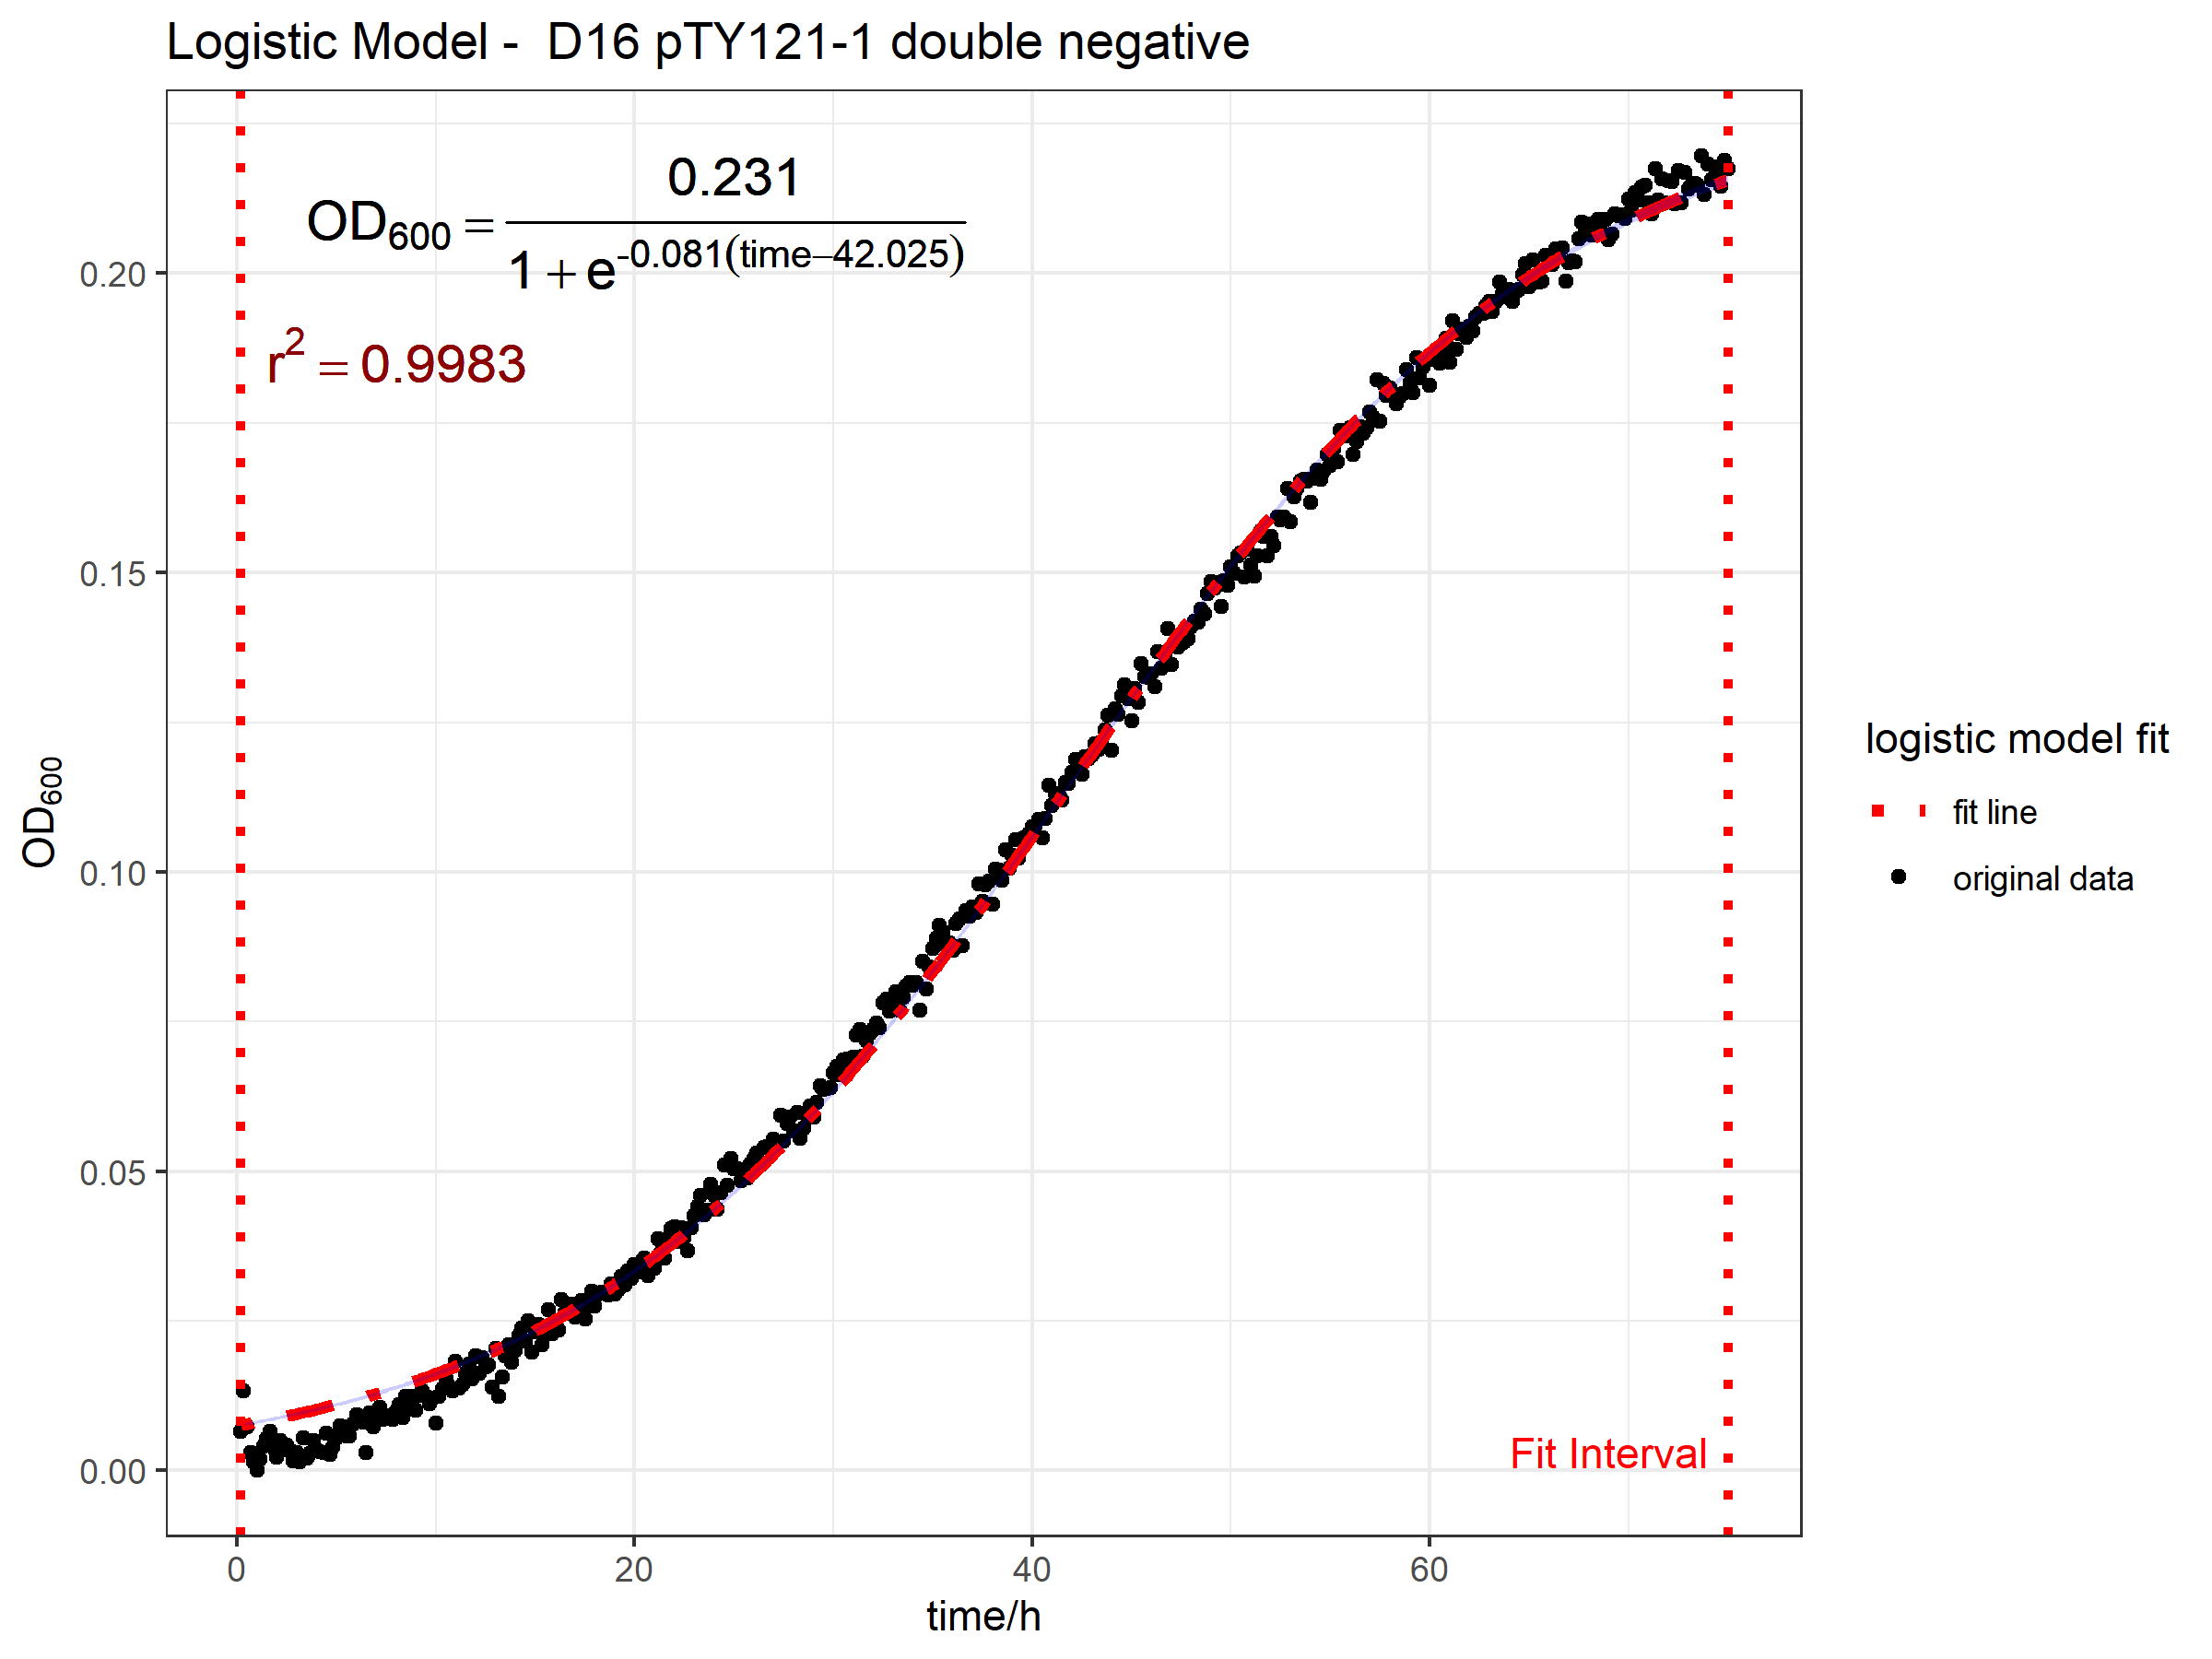 Logistic Model -  D16 pTY121-1 double negative
OD₆₀₀ = 0.231 / 1 + e^-0.081(time−42.025)
r² = 0.9983
0.20
0.15
0.10
0.05
0.00
OD₆₀₀
0 20 40 60
time/h
Fit Interval
logistic model fit
fit line
original data